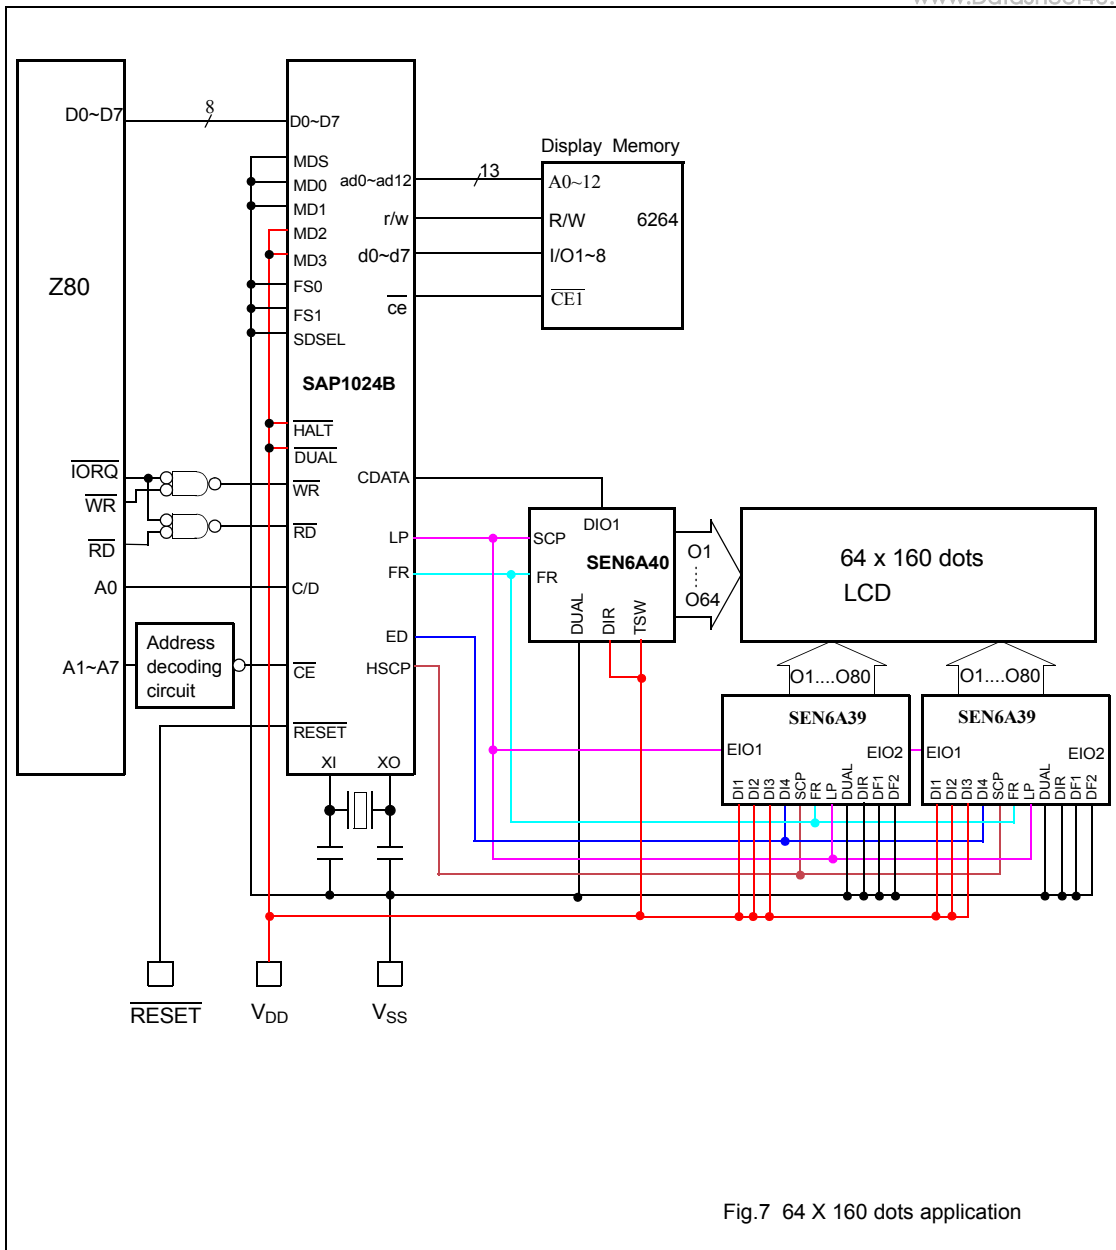 D0~D7
8
D0~D7
MDS
MD0
MD1
MD2
MD3
FS0
FS1
SDSEL
Z80
ad0~ad12
r/w
d0~d7
ce
13
Display Memory
A0~12
R/W
6264
I/O1~8
CE1
SAP1024B
HALT
DUAL
IORQ
WR
RD
WR
RD
A0
C/D
A1~A7
Address
decoding
circuit
CE
RESET
XI
XO
CDATA
LP
FR
ED
HSCP
DIO1
SCP
SEN6A40
FR
DUAL
DIR
TSW
O1
.....
O64
64 x 160 dots
LCD
O1....O80
O1....O80
SEN6A39
EIO1
EIO2
DI1
DI2
DI3
DI4
SCP
FR
LP
DUAL
DIR
DF1
DF2
SEN6A39
EIO1
EIO2
DI1
DI2
DI3
DI4
SCP
FR
LP
DUAL
DIR
DF1
DF2
RESET
VDD
VSS
Fig.7 64 X 160 dots application